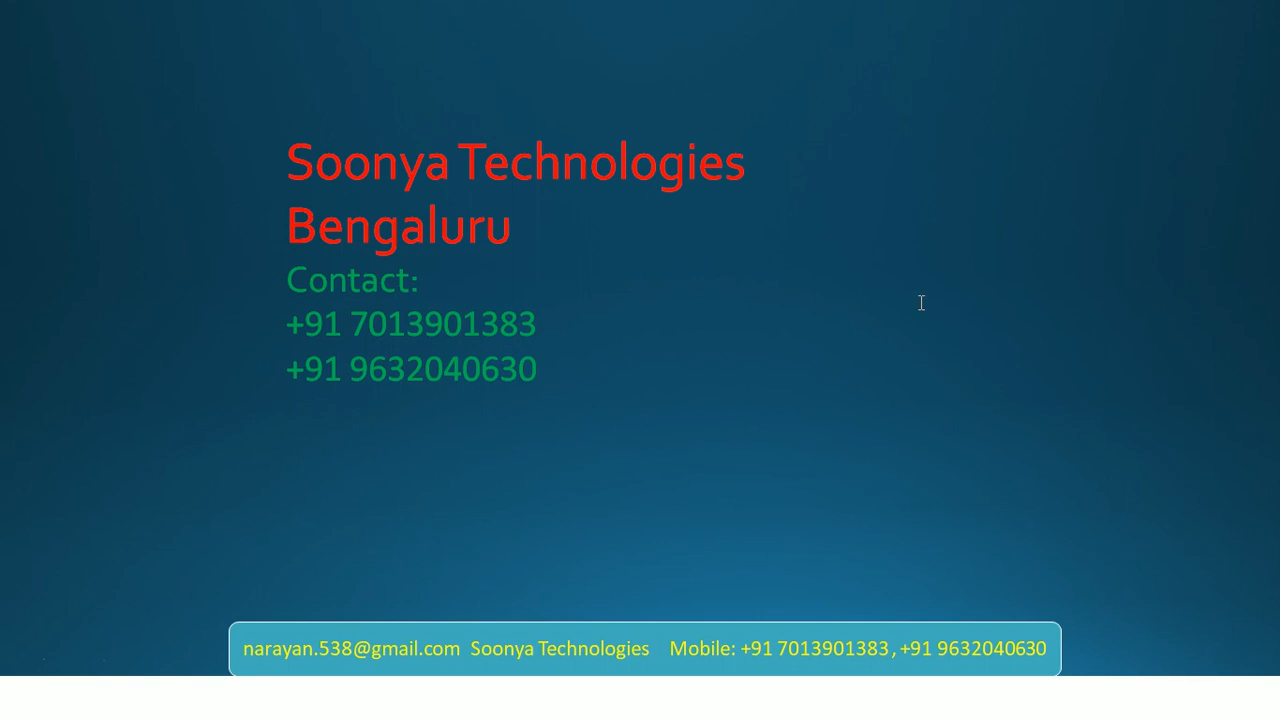 Soonya Technologies
Bengaluru
Contact:
+91 7013901383
+91 9632040630
narayan.538@gmail.com Soonya Technologies Mobile: +91 7013901383, +91 9632040630